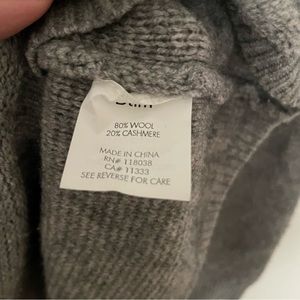 80% WOOL
20% CASHMERE
MADE IN CHINA
RN# 118038
CA# 11333
SEE REVERSE FOR CARE